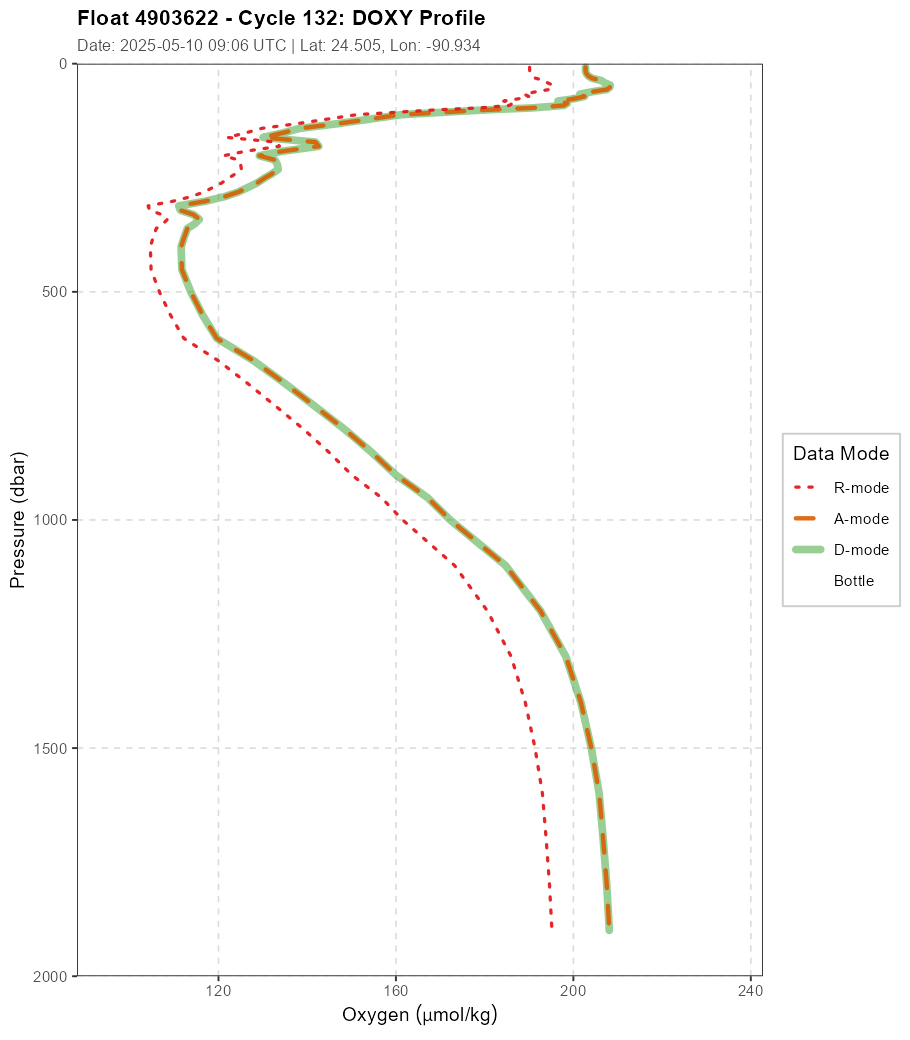 Float 4903622 - Cycle 132: DOXY Profile
Date: 2025-05-10 09:06 UTC | Lat: 24.505, Lon: -90.934
0
500
1000
1500
2000
Pressure (dbar)
120
160
200
240
Oxygen (μmol/kg)
Data Mode
R-mode
A-mode
D-mode
Bottle